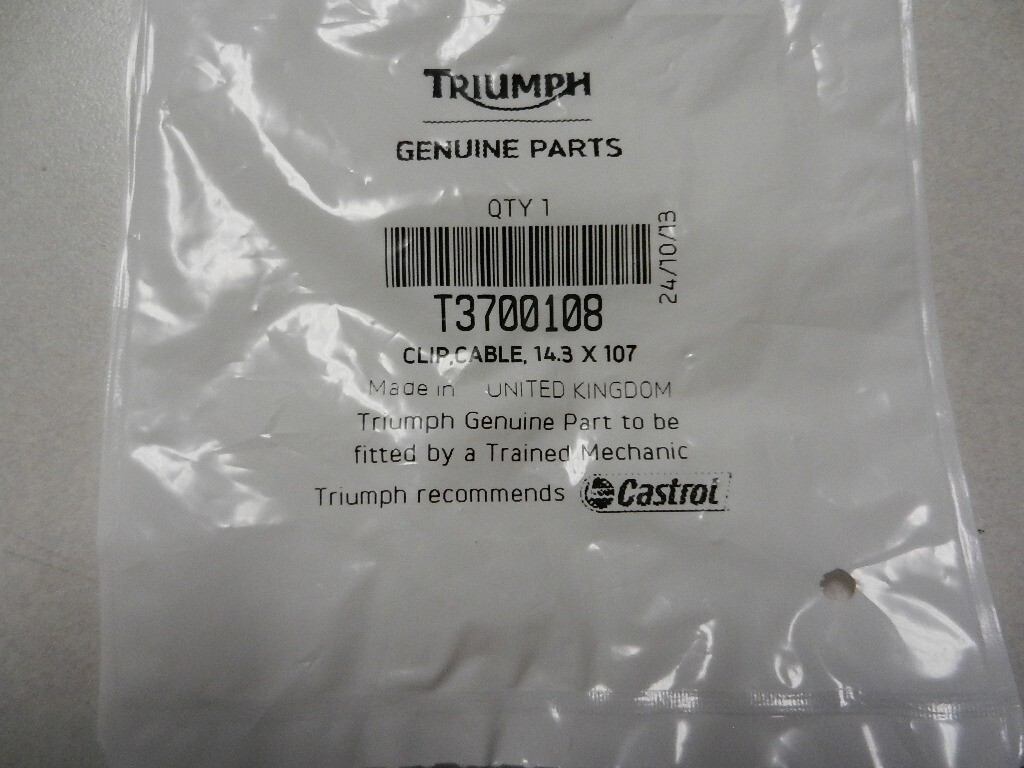 TRIUMPH
GENUINE PARTS
QTY 1
24/10/13
T3700108
CLIP,CABLE, 14.3 X 107
Made in UNITED KINGDOM
Triumph Genuine Part to be
fitted by a Trained Mechanic
Triumph recommends Castrol